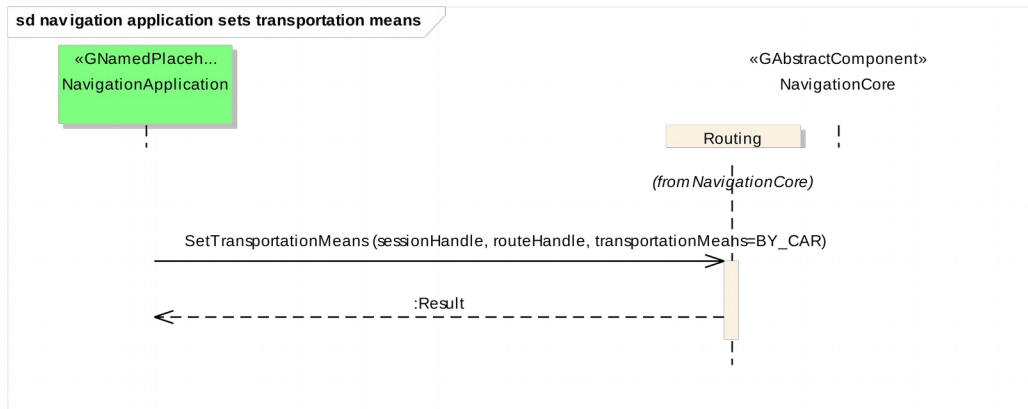 sd navigation application sets transportation means
«GNamedPlaceh...
NavigationApplication
«GAbstractComponent»
NavigationCore
Routing
(from NavigationCore)
SetTransportationMeans(sessionHandle, routeHandle, transportationMeans=BY_CAR)
:Result